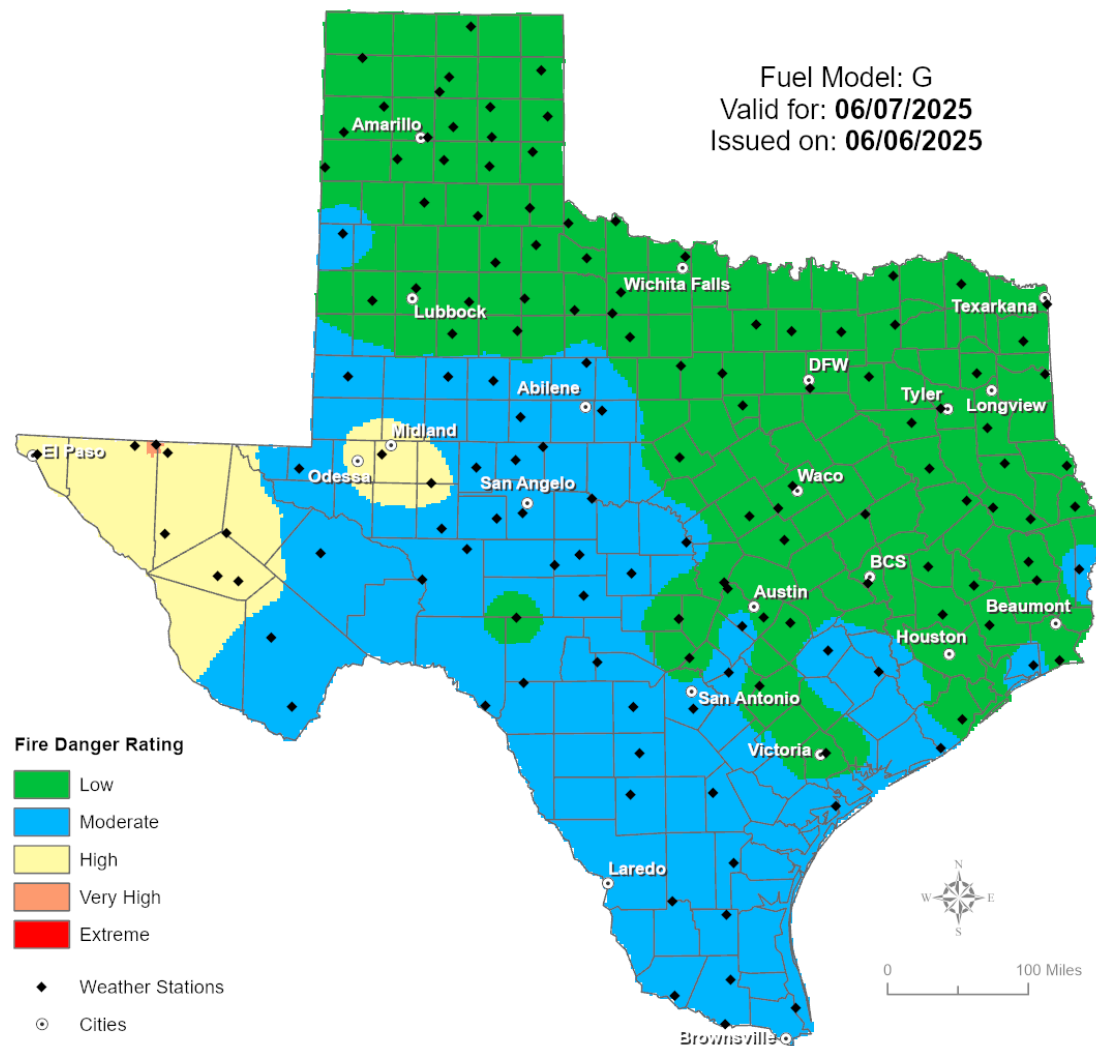 Fuel Model: G
Valid for: 06/07/2025
Issued on: 06/06/2025
Amarillo
Wichita Falls
Lubbock
Texarkana
DFW
Abilene
Tyler
Longview
Midland
El Paso
Odessa
San Angelo
Waco
BCS
Austin
Beaumont
Houston
San Antonio
Victoria
Laredo
Brownsville
Fire Danger Rating
Low
Moderate
High
Very High
Extreme
Weather Stations
Cities
N
W E
S
0 100 Miles